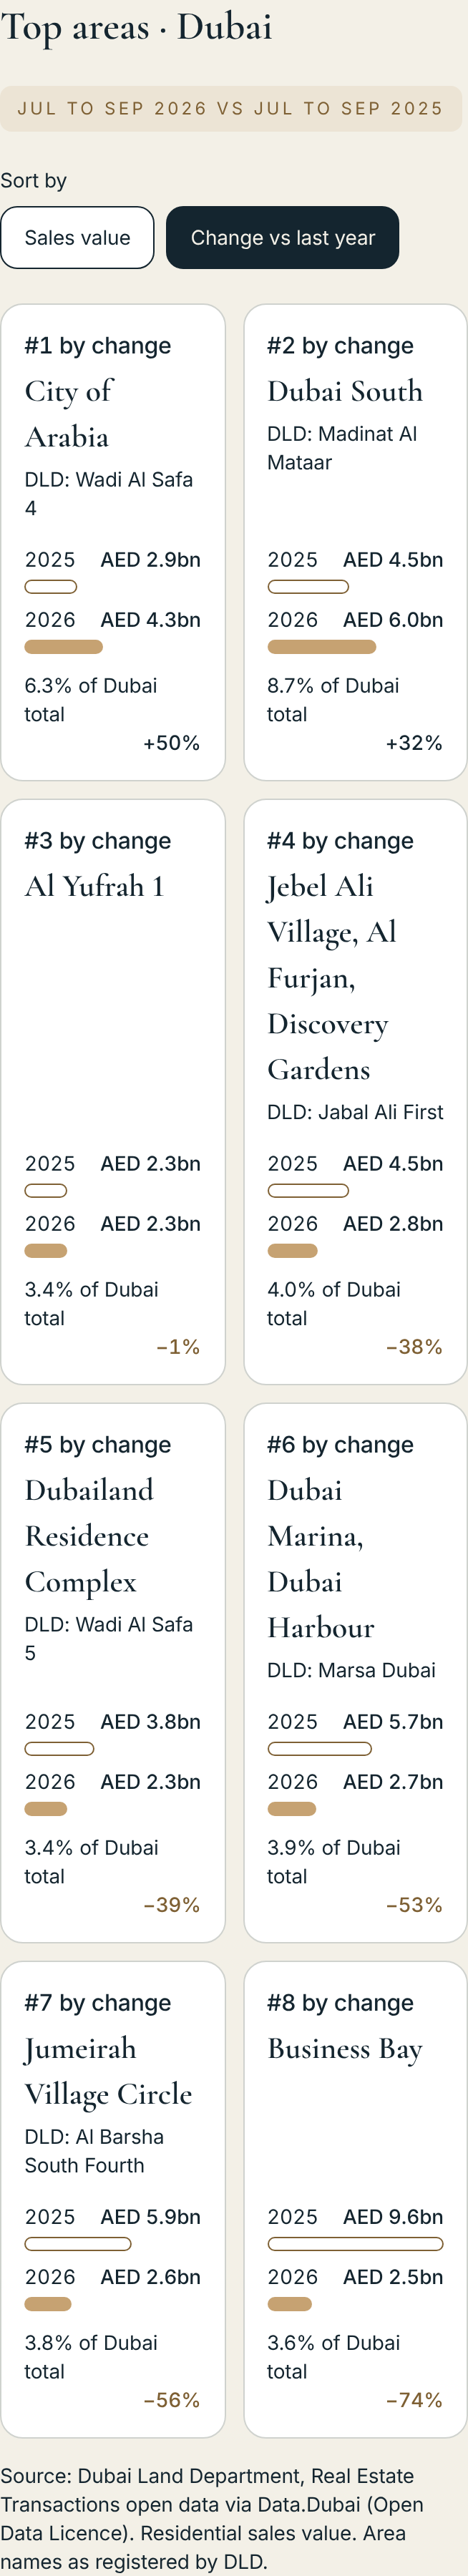 Top areas · Dubai
JUL TO SEP 2026 VS JUL TO SEP 2025
Sort by
Sales value
Change vs last year
#1 by change
City of
Arabia
DLD: Wadi Al Safa
4
2025 AED 2.9bn
2026 AED 4.3bn
6.3% of Dubai
total
+50%
#2 by change
Dubai South
DLD: Madinat Al
Mataar
2025 AED 4.5bn
2026 AED 6.0bn
8.7% of Dubai
total
+32%
#3 by change
Al Yufrah 1
2025 AED 2.3bn
2026 AED 2.3bn
3.4% of Dubai
total
−1%
#4 by change
Jebel Ali
Village, Al
Furjan,
Discovery
Gardens
DLD: Jabal Ali First
2025 AED 4.5bn
2026 AED 2.8bn
4.0% of Dubai
total
−38%
#5 by change
Dubailand
Residence
Complex
DLD: Wadi Al Safa
5
2025 AED 3.8bn
2026 AED 2.3bn
3.4% of Dubai
total
−39%
#6 by change
Dubai
Marina,
Dubai
Harbour
DLD: Marsa Dubai
2025 AED 5.7bn
2026 AED 2.7bn
3.9% of Dubai
total
−53%
#7 by change
Jumeirah
Village Circle
DLD: Al Barsha
South Fourth
2025 AED 5.9bn
2026 AED 2.6bn
3.8% of Dubai
total
−56%
#8 by change
Business Bay
2025 AED 9.6bn
2026 AED 2.5bn
3.6% of Dubai
total
−74%
Source: Dubai Land Department, Real Estate
Transactions open data via Data.Dubai (Open
Data Licence). Residential sales value. Area
names as registered by DLD.